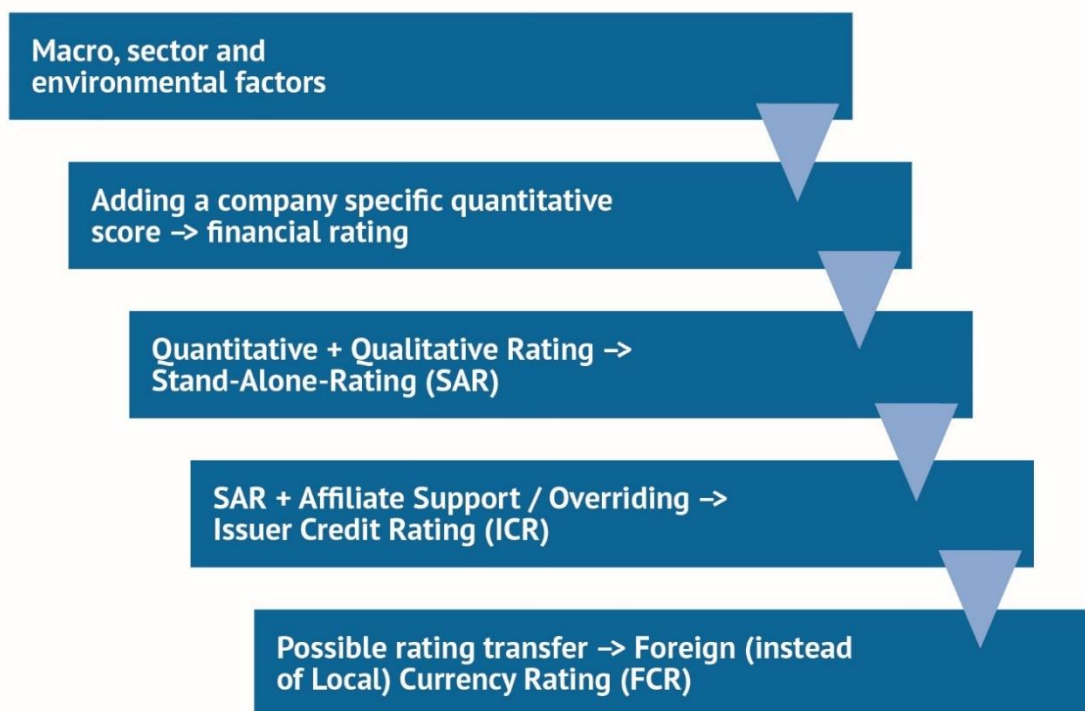 Macro, sector and
environmental factors
Adding a company specific quantitative
score –> financial rating
Quantitative + Qualitative Rating –>
Stand-Alone-Rating (SAR)
SAR + Affiliate Support / Overriding –>
Issuer Credit Rating (ICR)
Possible rating transfer –> Foreign (instead
of Local) Currency Rating (FCR)